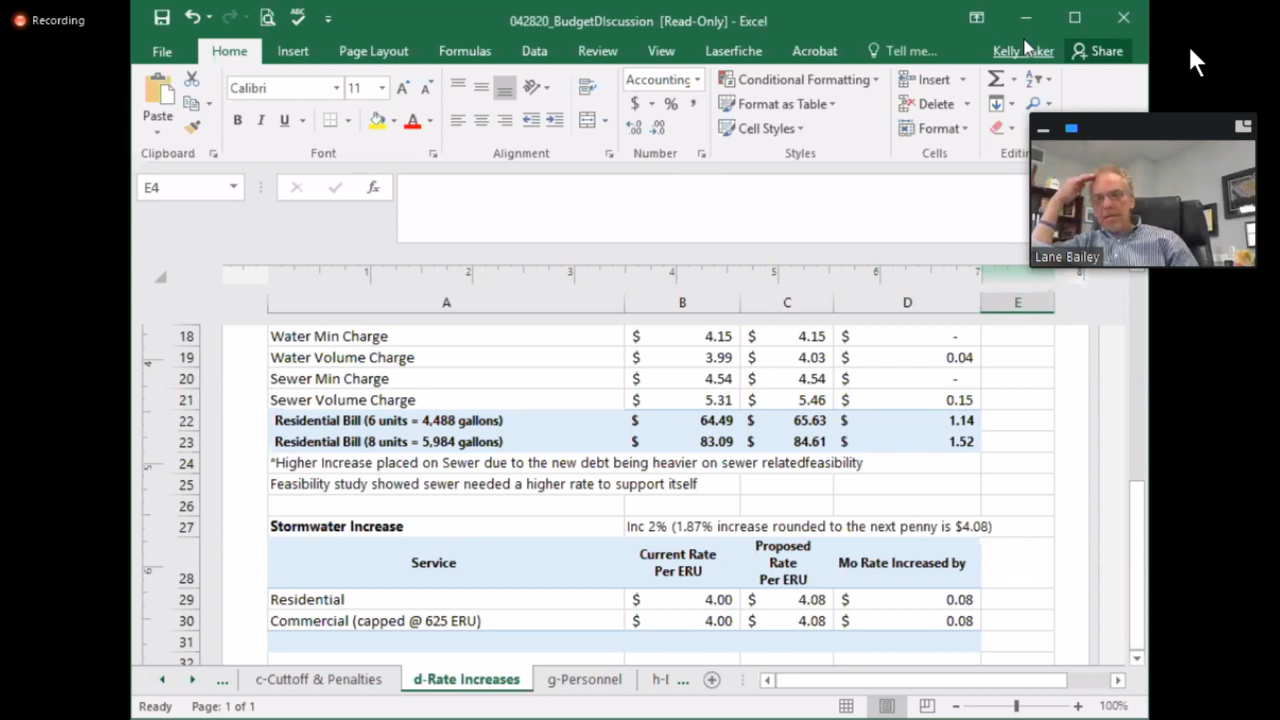 Recording
042820_BudgetDIscussion [Read-Only] - Excel
File Home Insert Page Layout Formulas Data Review View Laserfiche Acrobat Tell me... Share
Paste
Calibri 11
B I U A
Accounting
$ % ,
Conditional Formatting
Format as Table
Cell Styles
Insert
Delete
Format
Clipboard Font Alignment Number Styles Cells
E4
fx
Lane Bailey
1 2 3 4 5 6 7
A B C D E
18 Water Min Charge $ 4.15 $ 4.15 $ -
19 Water Volume Charge $ 3.99 $ 4.03 $ 0.04
20 Sewer Min Charge $ 4.54 $ 4.54 $ -
21 Sewer Volume Charge $ 5.31 $ 5.46 $ 0.15
22 Residential Bill (6 units = 4,488 gallons) $ 64.49 $ 65.63 $ 1.14
23 Residential Bill (8 units = 5,984 gallons) $ 83.09 $ 84.61 $ 1.52
24 *Higher Increase placed on Sewer due to the new debt being heavier on sewer relatedfeasibility
25 Feasibility study showed sewer needed a higher rate to support itself
26
27 Stormwater Increase Inc 2% (1.87% increase rounded to the next penny is $4.08)
28 Service Current Rate Per ERU Proposed Rate Per ERU Mo Rate Increased by
29 Residential $ 4.00 $ 4.08 $ 0.08
30 Commercial (capped @ 625 ERU) $ 4.00 $ 4.08 $ 0.08
31
32
... c-Cuttoff & Penalties d-Rate Increases g-Personnel h-I ...
Ready Page: 1 of 1 100%